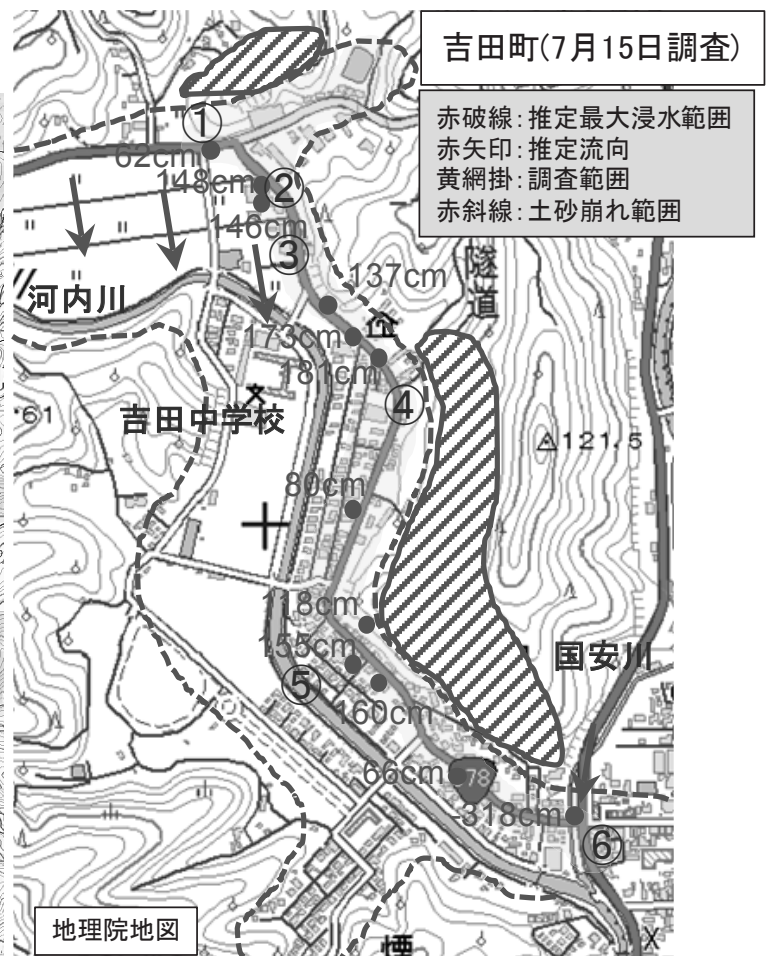 吉田町(7月15日調査)
赤破線：推定最大浸水範囲
赤矢印：推定流向
黄網掛：調査範囲
赤斜線：土砂崩れ範囲
①
62cm
148cm
②
146cm
③
隧道
137cm
河内川
173cm
181cm
④
61
吉田中学校
121.5
80cm
118cm
国安川
155cm
⑤
160cm
66cm
78
-318cm
⑥
地理院地図
煙